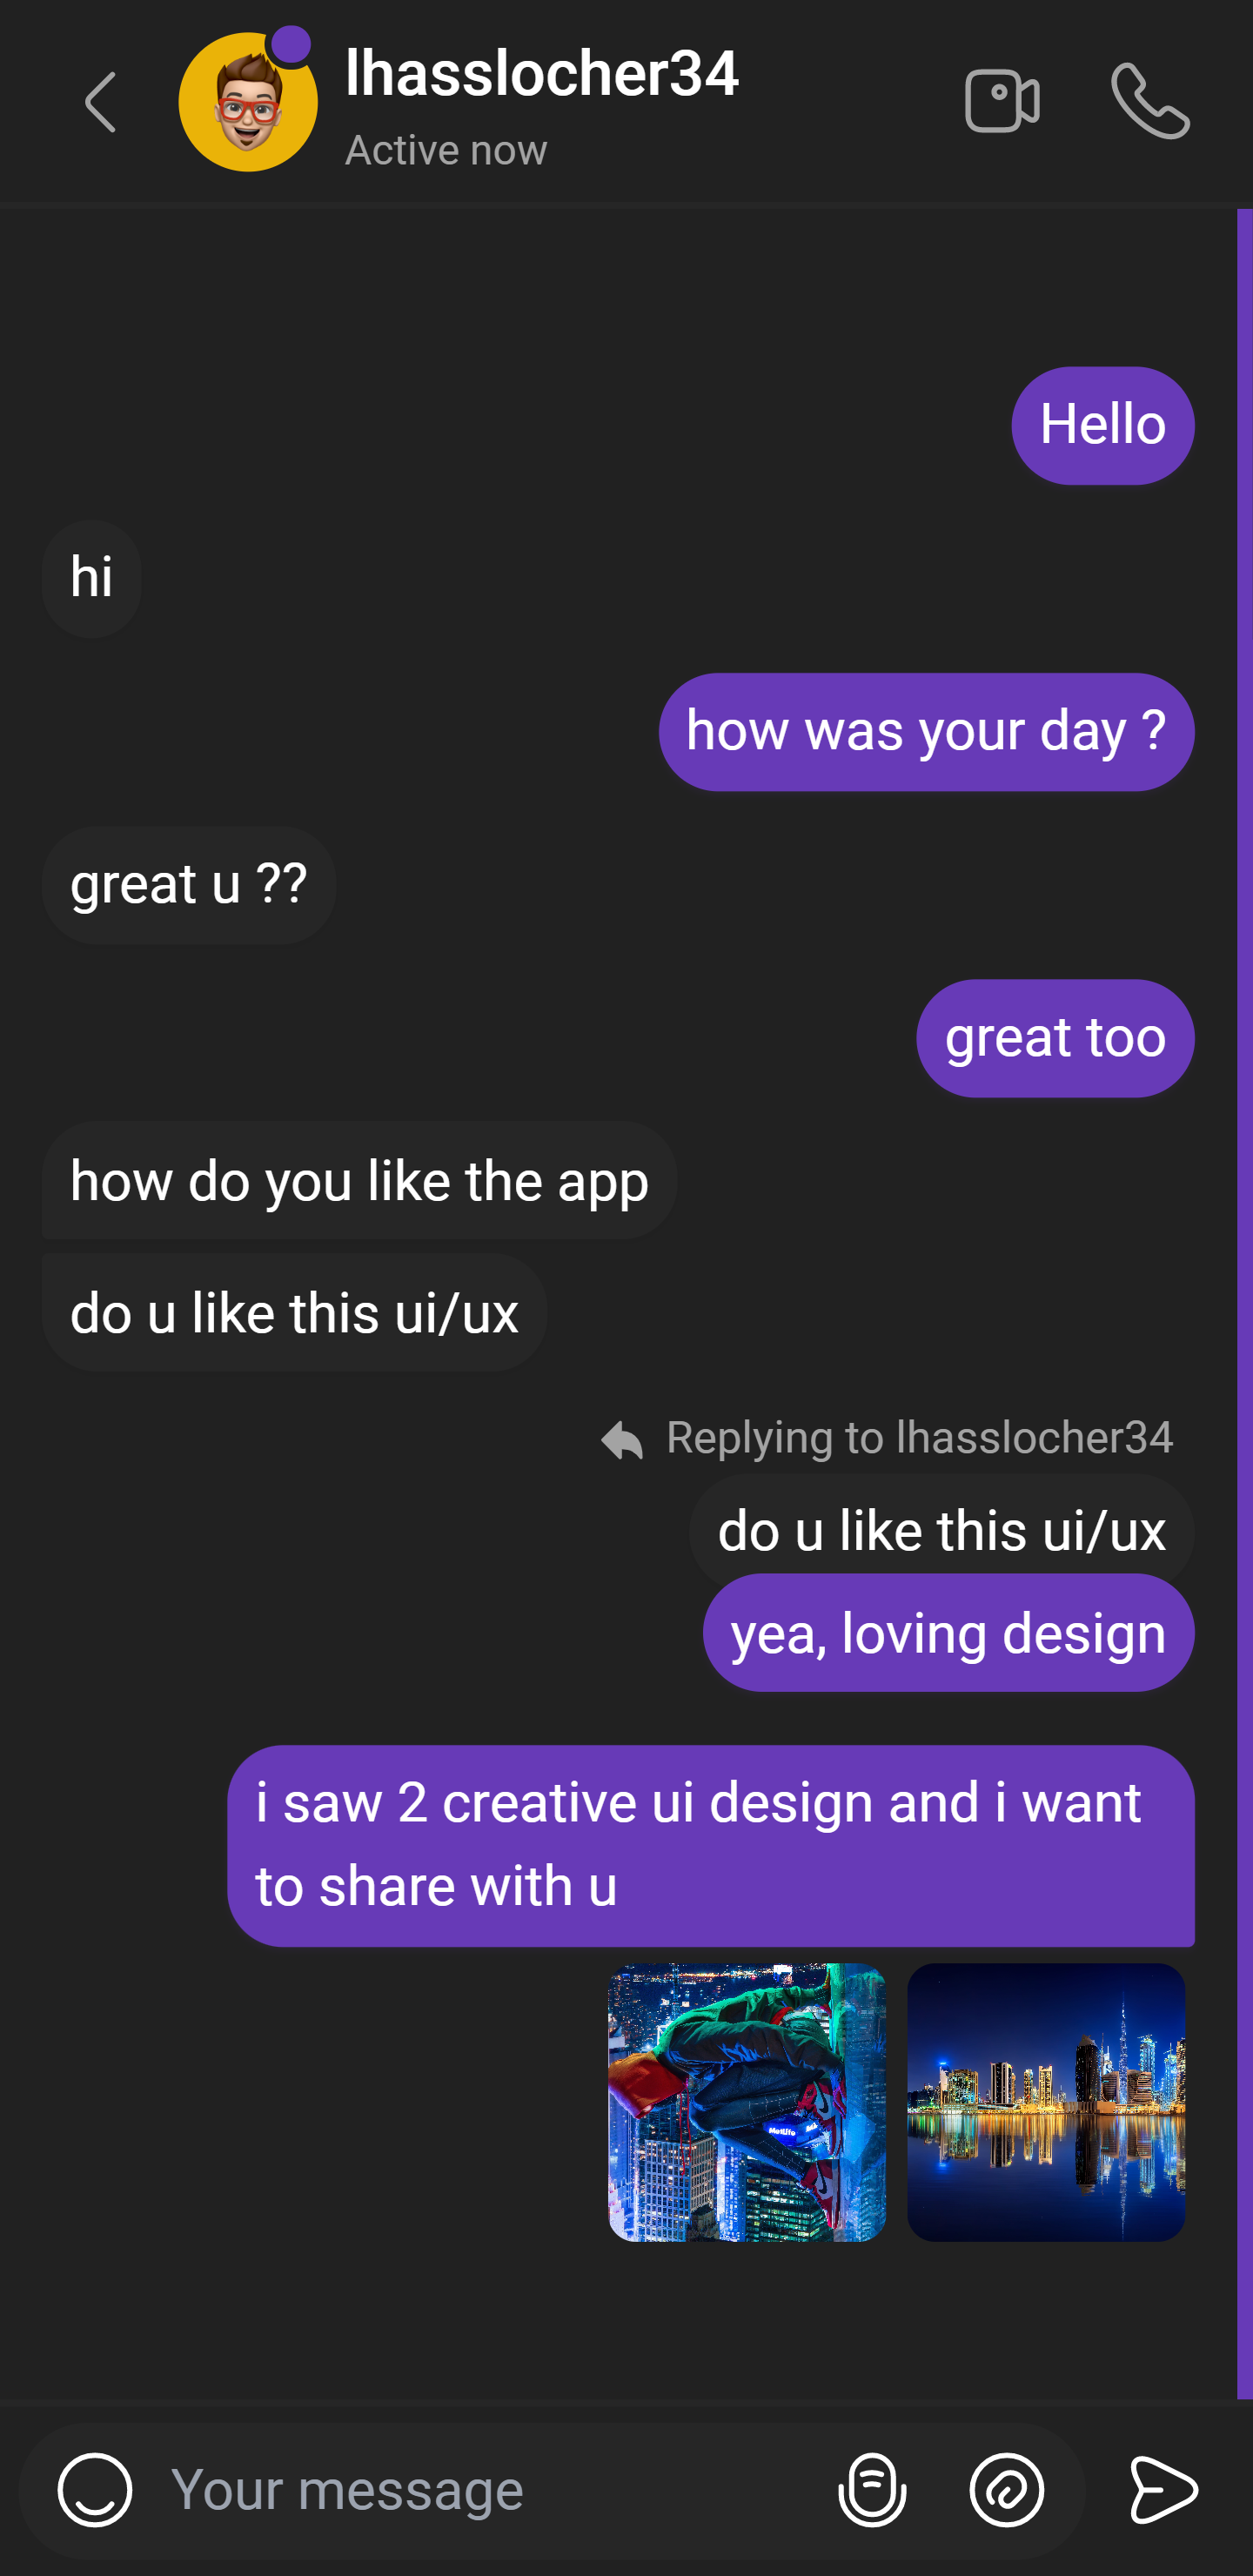 lhasslocher34
Active now
Hello
hi
how was your day ?
great u ??
great too
how do you like the app
do u like this ui/ux
Replying to lhasslocher34
do u like this ui/ux
yea, loving design
i saw 2 creative ui design and i want
to share with u
MetLife
Your message